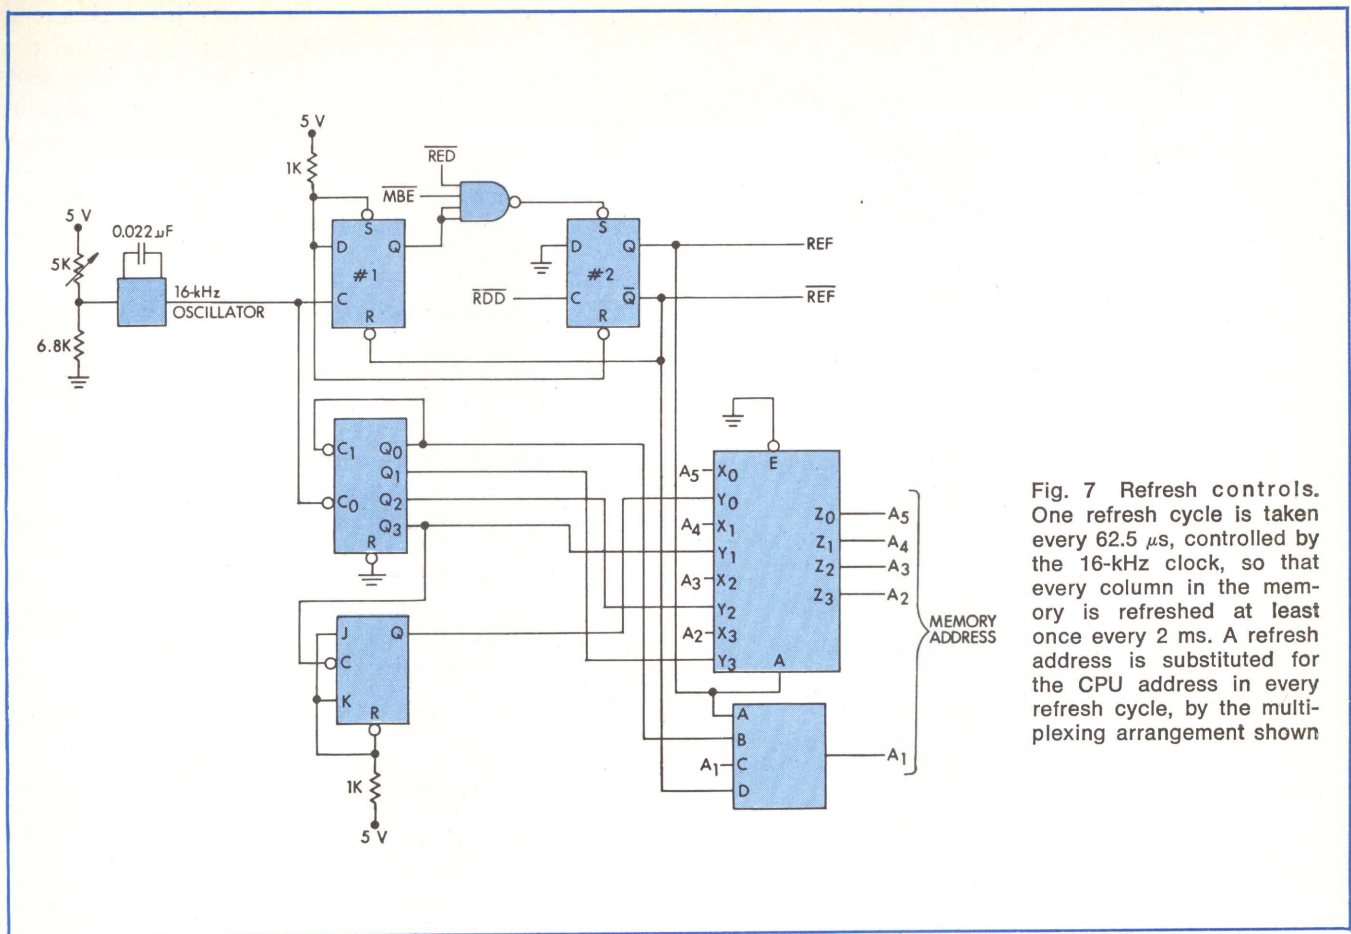 5 V
1K
RED
MBE
5 V
0.022 µF
5K
16-kHz
OSCILLATOR
6.8K
S
D Q
#1
C
R
S
D Q
#2
RDD C Q
R
REF
REF
C1 Q0
Q1
C0 Q2
Q3
R
J Q
C
K
R
1K
5 V
E
A5 X0
Y0
A4 X1
Y1
A3 X2
Y2
A2 X3
Y3 A
Z0 A5
Z1 A4
Z2 A3
Z3 A2
MEMORY
ADDRESS
A
B
A1 C
D
A1
Fig. 7 Refresh controls.
One refresh cycle is taken
every 62.5 µs, controlled by
the 16-kHz clock, so that
every column in the mem-
ory is refreshed at least
once every 2 ms. A refresh
address is substituted for
the CPU address in every
refresh cycle, by the multi-
plexing arrangement shown